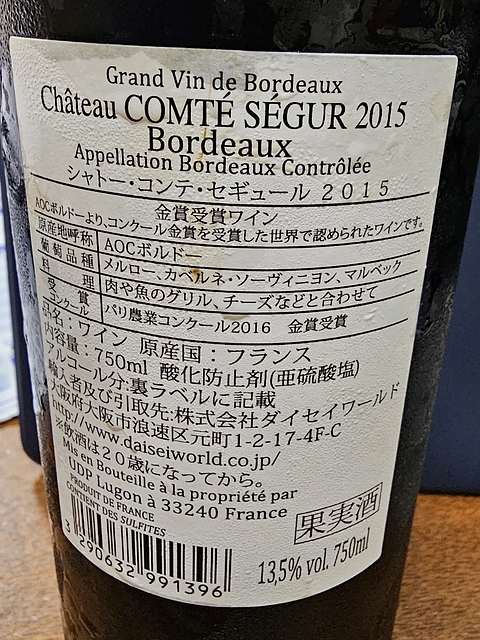 Grand Vin de Bordeaux
Château COMTÉ SÉGUR 2015
Bordeaux
Appellation Bordeaux Contrôlée
シャトー・コンテ・セギュール ２０１５
金賞受賞ワイン
AOCボルドーより、コンクール金賞を受賞した世界で認められたワインです。
原産地呼称 AOCボルドー
葡萄品種 メルロー、カベルネ・ソーヴィニヨン、マルベック
料理 肉や魚のグリル、チーズなどと合わせて
受賞コンクール パリ農業コンクール2016 金賞受賞
品名：ワイン 原産国：フランス
内容量：750ml 酸化防止剤(亜硫酸塩)
アルコール分:裏ラベルに記載
輸入者及び引取先:株式会社ダイセイワールド
大阪府大阪市浪速区元町1-2-17-4F-C
http://www.daiseiworld.co.jp/
※飲酒は２０歳になってから。
Mis en Bouteille à la propriété par
UDP Lugon à 33240 France
PRODUIT DE FRANCE
CONTIENT DES SULFITES
果実酒
3 290632 991396
13,5% vol. 750ml